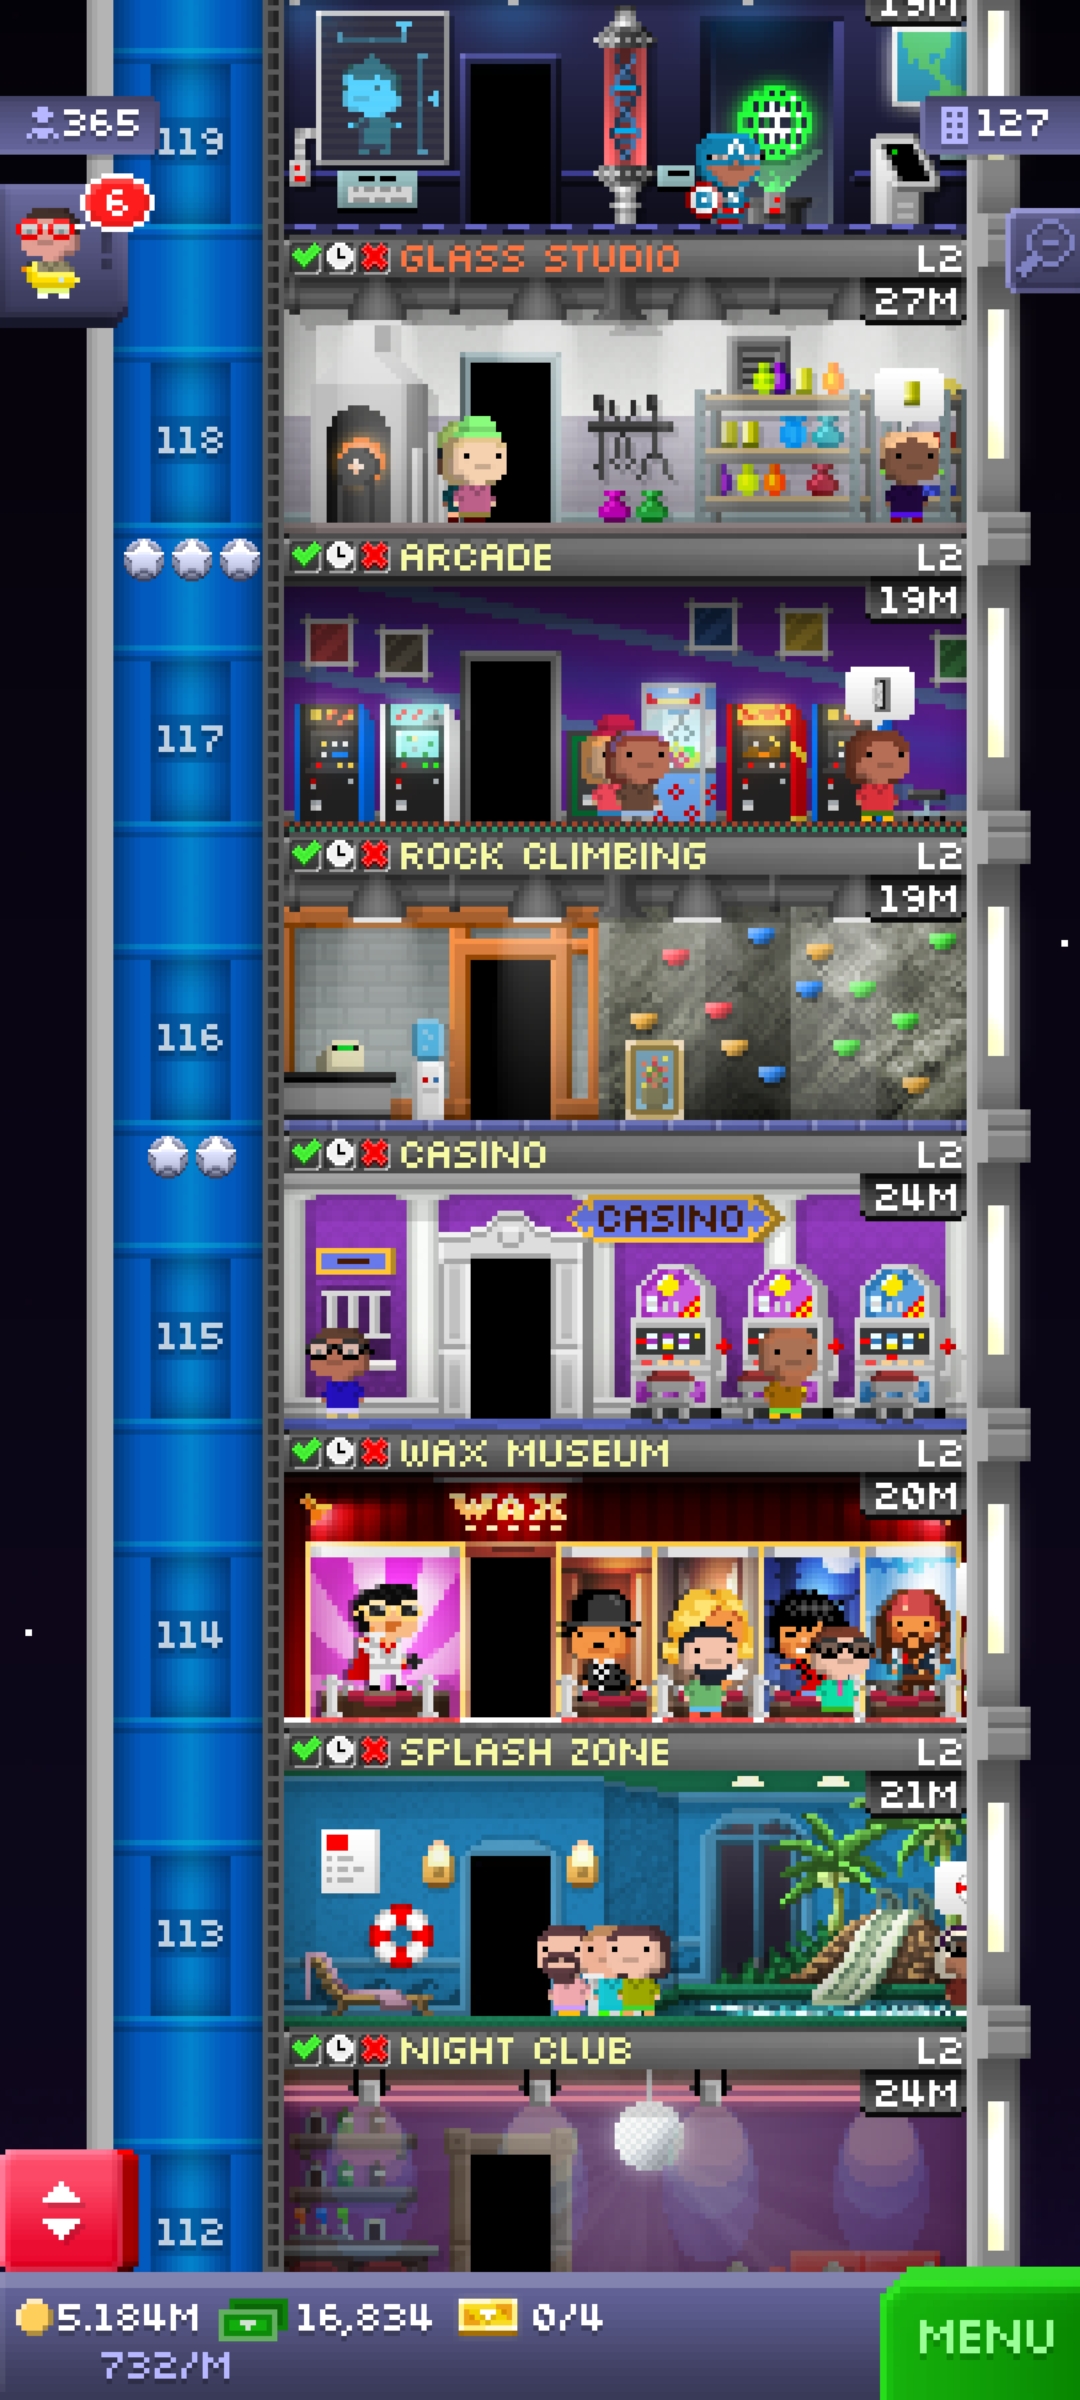 19M
365
127
119
6
GLASS STUDIO L2
27M
118
ARCADE L2
19M
117
ROCK CLIMBING L2
19M
116
CASINO L2
24M
CASINO
115
WAX MUSEUM L2
20M
WAX
114
SPLASH ZONE L2
21M
113
NIGHT CLUB L2
24M
112
5.184M 16,834 0/4
732/M
MENU